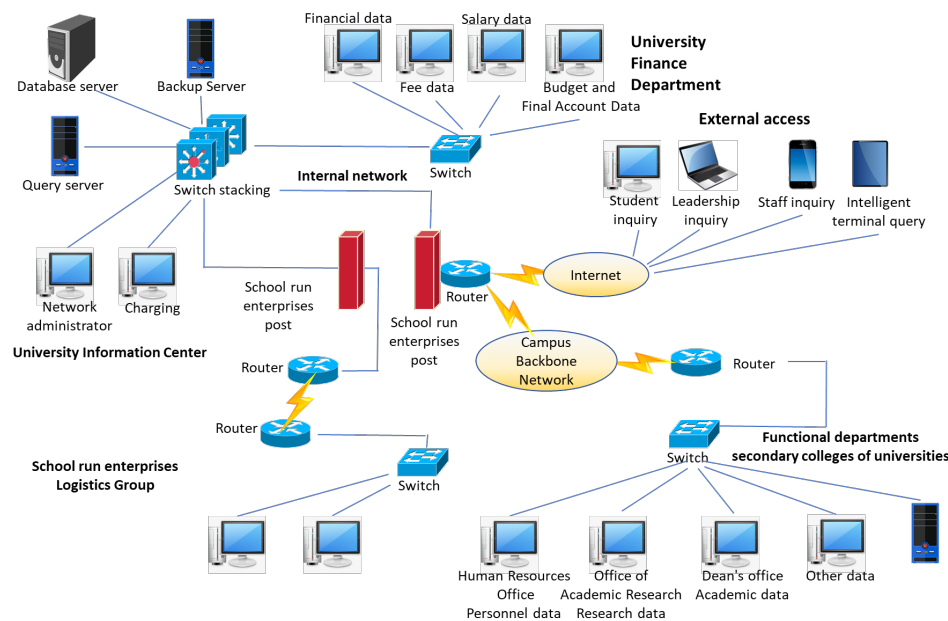 Financial data
Salary data
Fee data
Budget and
Final Account Data
University
Finance
Department
Database server
Backup Server
Query server
Switch stacking
Switch
Internal network
External access
Student
inquiry
Leadership
inquiry
Staff inquiry
Intelligent
terminal query
Network
administrator
Charging
University Information Center
School run
enterprises
post
School run
enterprises
post
Router
Internet
Campus
Backbone
Network
Router
Router
Router
School run enterprises
Logistics Group
Switch
Functional departments
secondary colleges of universities
Switch
Human Resources
Office
Personnel data
Office of
Academic Research
Research data
Dean's office
Academic data
Other data